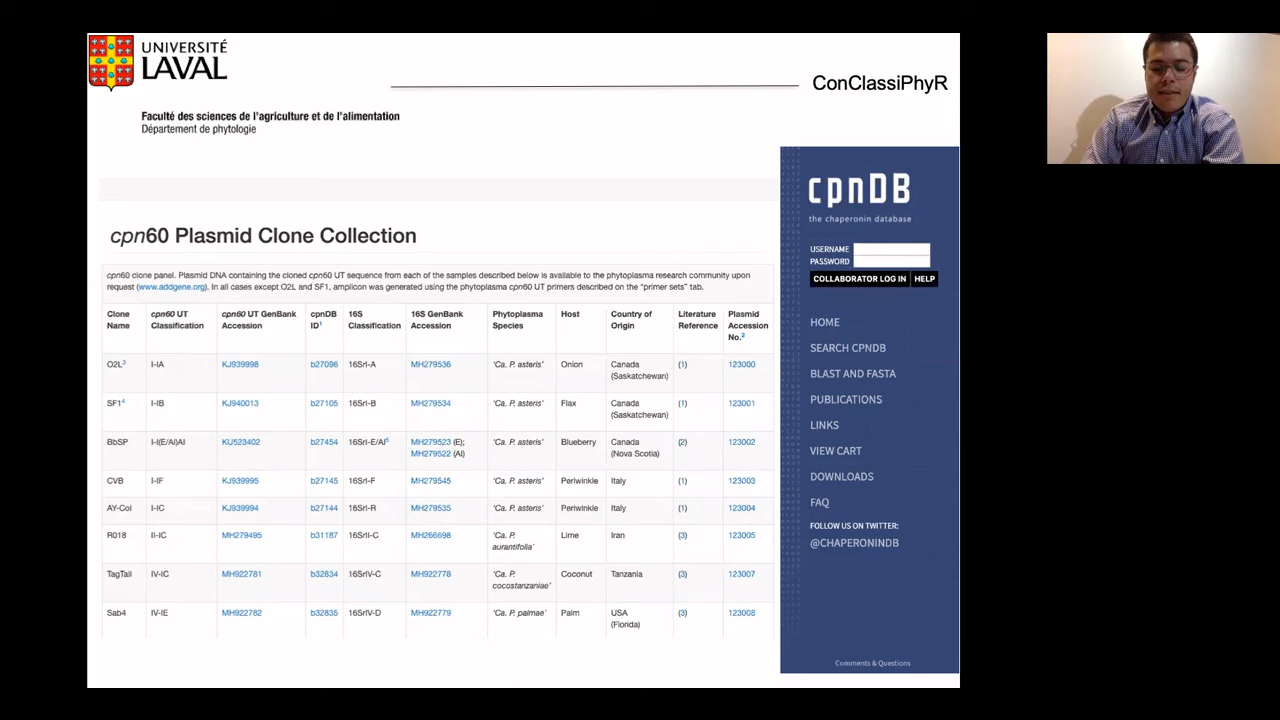 UNIVERSITÉ
LAVAL
ConClassiPhyR
Faculté des sciences de l'agriculture et de l'alimentation
Département de phytologie
cpn60 Plasmid Clone Collection
cpn60 clone panel. Plasmid DNA containing the cloned cpn60 UT sequence from each of the samples described below is available to the phytoplasma research community upon
request (www.addgene.org). In all cases except O2L and SF1, amplicon was generated using the phytoplasma cpn60 UT primers described on the "primer sets" tab.
Clone Name cpn60 UT Classification cpn60 UT GenBank Accession cpnDB ID1 16S Classification 16S GenBank Accession Phytoplasma Species Host Country of Origin Literature Reference Plasmid Accession No.2
O2L3 I-IA KJ939998 b27096 16SrI-A MH279536 'Ca. P. asteris' Onion Canada (Saskatchewan) (1) 123000
SF14 I-IB KJ940013 b27105 16SrI-B MH279534 'Ca. P. asteris' Flax Canada (Saskatchewan) (1) 123001
BbSP I-I(E/AI)AI KU523402 b27454 16SrI-E/AI5 MH279523 (E); MH279522 (AI) 'Ca. P. asteris' Blueberry Canada (Nova Scotia) (2) 123002
CVB I-IF KJ939995 b27145 16SrI-F MH279545 'Ca. P. asteris' Periwinkle Italy (1) 123003
AY-Col I-IC KJ939994 b27144 16SrI-R MH279535 'Ca. P. asteris' Periwinkle Italy (1) 123004
R018 II-IC MH279495 b31187 16SrII-C MH266698 'Ca. P. aurantifolia' Lime Iran (3) 123005
TagTall IV-IC MH922781 b32834 16SrIV-C MH922778 'Ca. P. cocostanzaniae' Coconut Tanzania (3) 123007
Sab4 IV-IE MH922782 b32835 16SrIV-D MH922779 'Ca. P. palmae' Palm USA (Florida) (3) 123008
cpnDB
the chaperonin database
USERNAME
PASSWORD
COLLABORATOR LOG IN HELP
HOME
SEARCH CPNDB
BLAST AND FASTA
PUBLICATIONS
LINKS
VIEW CART
DOWNLOADS
FAQ
FOLLOW US ON TWITTER:
@CHAPERONINDB
Comments & Questions